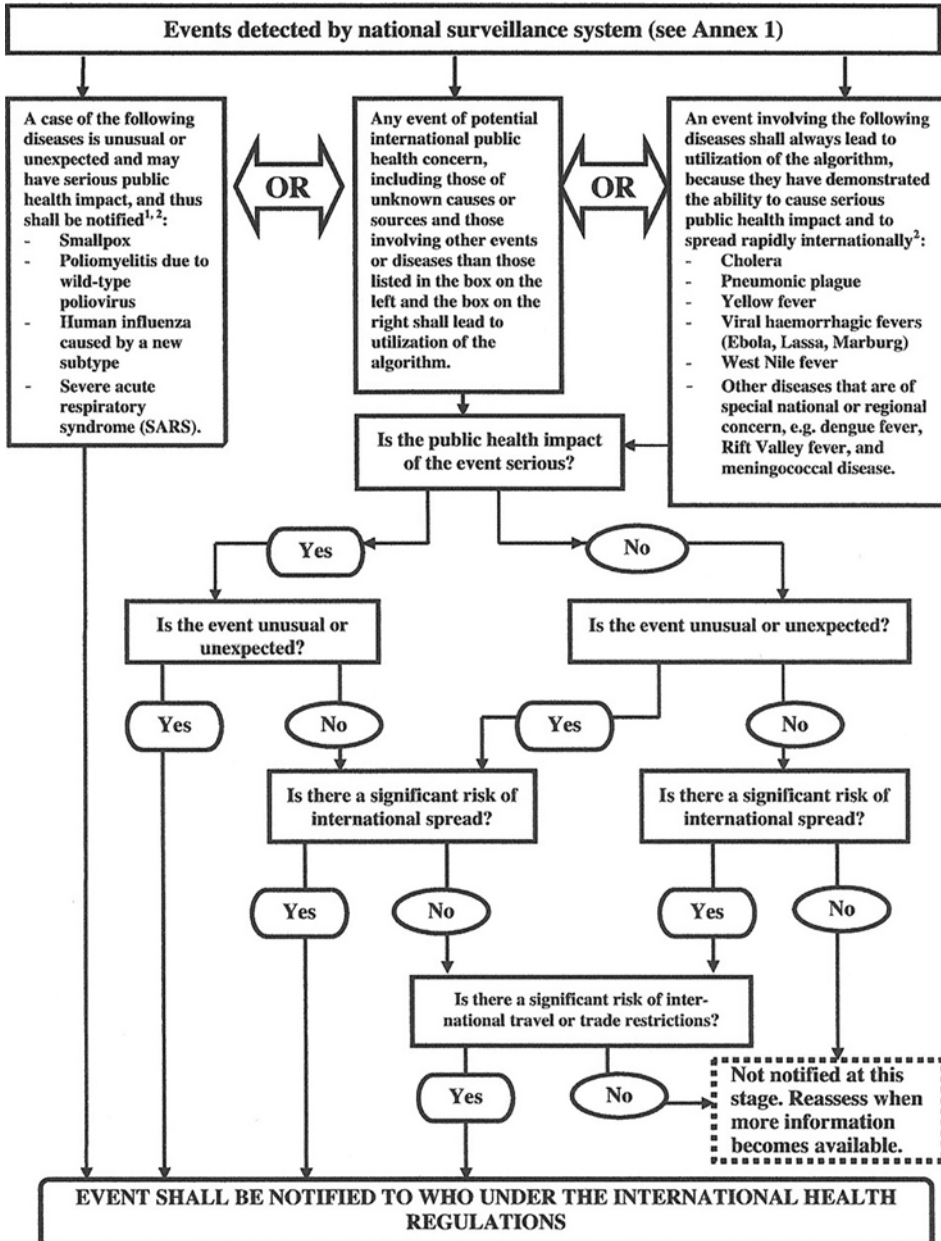 Events detected by national surveillance system (see Annex 1)
A case of the following
diseases is unusual or
unexpected and may
have serious public
health impact, and thus
shall be notified1, 2:
- Smallpox
- Poliomyelitis due to
wild-type
poliovirus
- Human influenza
caused by a new
subtype
- Severe acute
respiratory
syndrome (SARS).
OR
Any event of potential
international public
health concern,
including those of
unknown causes or
sources and those
involving other events
or diseases than those
listed in the box on the
left and the box on the
right shall lead to
utilization of the
algorithm.
OR
An event involving the following
diseases shall always lead to
utilization of the algorithm,
because they have demonstrated
the ability to cause serious
public health impact and to
spread rapidly internationally2:
- Cholera
- Pneumonic plague
- Yellow fever
- Viral haemorrhagic fevers
(Ebola, Lassa, Marburg)
- West Nile fever
- Other diseases that are of
special national or regional
concern, e.g. dengue fever,
Rift Valley fever, and
meningococcal disease.
Is the public health impact
of the event serious?
Yes
No
Is the event unusual or
unexpected?
Is the event unusual or unexpected?
Yes
No
Yes
No
Is there a significant risk of
international spread?
Is there a significant risk of
international spread?
Yes
No
Yes
No
Is there a significant risk of inter-
national travel or trade restrictions?
Yes
No
Not notified at this
stage. Reassess when
more information
becomes available.
EVENT SHALL BE NOTIFIED TO WHO UNDER THE INTERNATIONAL HEALTH
REGULATIONS